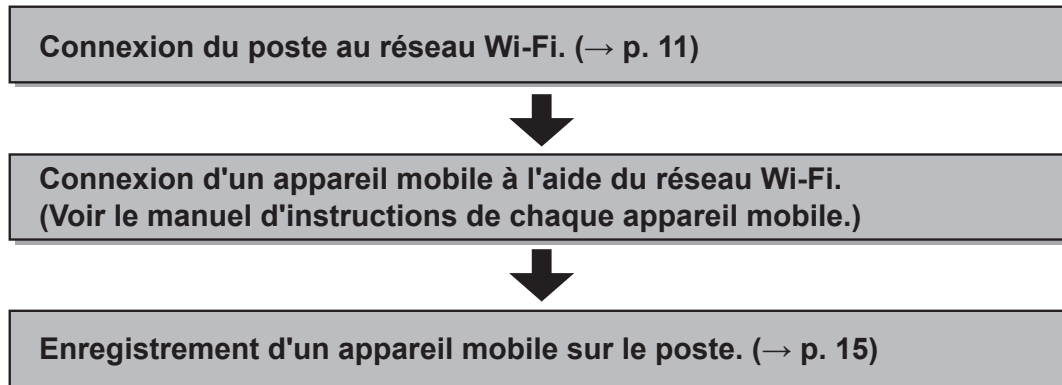 Connexion du poste au réseau Wi-Fi. (→ p. 11)
Connexion d'un appareil mobile à l'aide du réseau Wi-Fi.
(Voir le manuel d'instructions de chaque appareil mobile.)
Enregistrement d'un appareil mobile sur le poste. (→ p. 15)